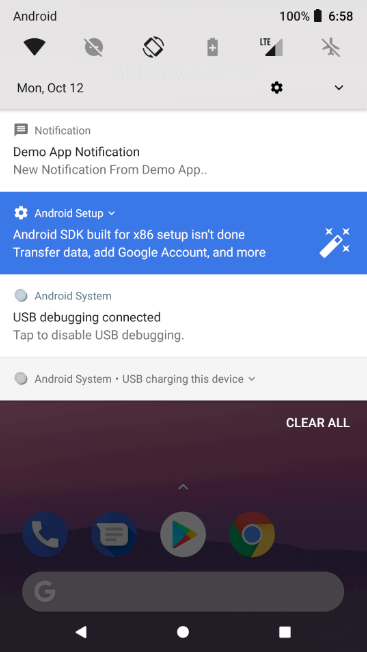 Android
100% 6:58
LTE
Mon, Oct 12
Notification
Demo App Notification
New Notification From Demo App..
Android Setup
Android SDK built for x86 setup isn't done
Transfer data, add Google Account, and more
Android System
USB debugging connected
Tap to disable USB debugging.
Android System • USB charging this device
CLEAR ALL
G